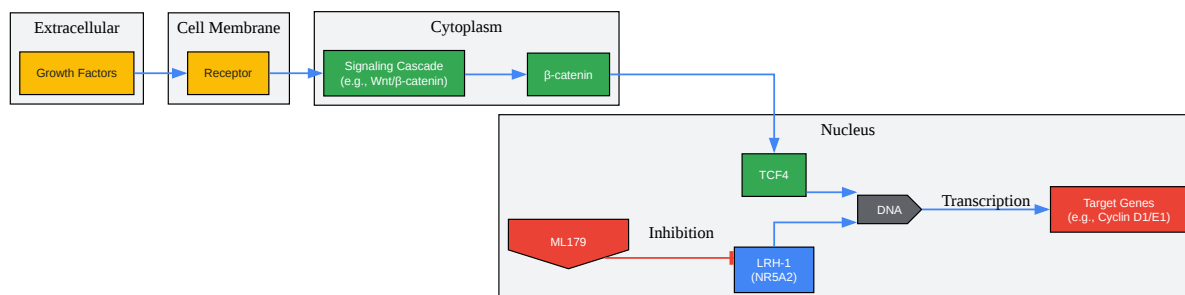 Extracellular
Cell Membrane
Cytoplasm
Growth Factors
Receptor
Signaling Cascade
(e.g., Wnt/β-catenin)
β-catenin
Nucleus
TCF4
DNA
Transcription
Target Genes
(e.g., Cyclin D1/E1)
ML179
Inhibition
LRH-1
(NR5A2)